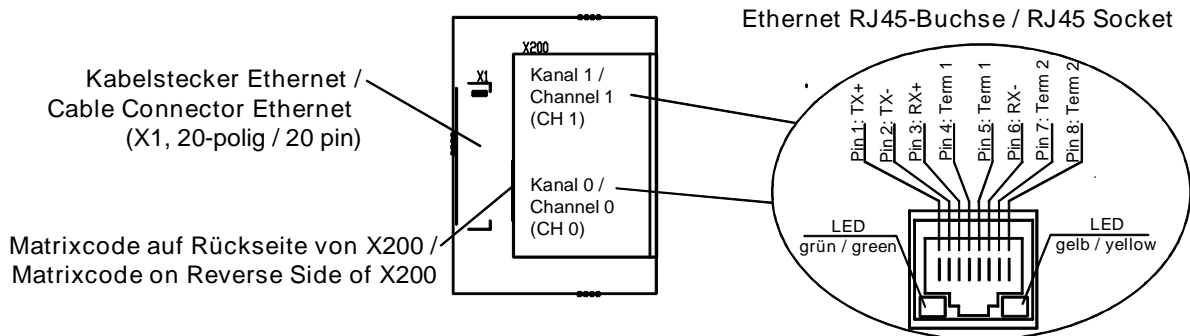 Ethernet RJ45-Buchse / RJ45 Socket
X200
X1
Kabelstecker Ethernet /
Cable Connector Ethernet
(X1, 20-polig / 20 pin)
Kanal 1 /
Channel 1
(CH 1)
Kanal 0 /
Channel 0
(CH 0)
Matrixcode auf Rückseite von X200 /
Matrixcode on Reverse Side of X200
Pin 1: TX+
Pin 2: TX-
Pin 3: RX+
Pin 4: Term 1
Pin 5: Term 1
Pin 6: RX-
Pin 7: Term 2
Pin 8: Term 2
LED
grün / green
LED
gelb / yellow